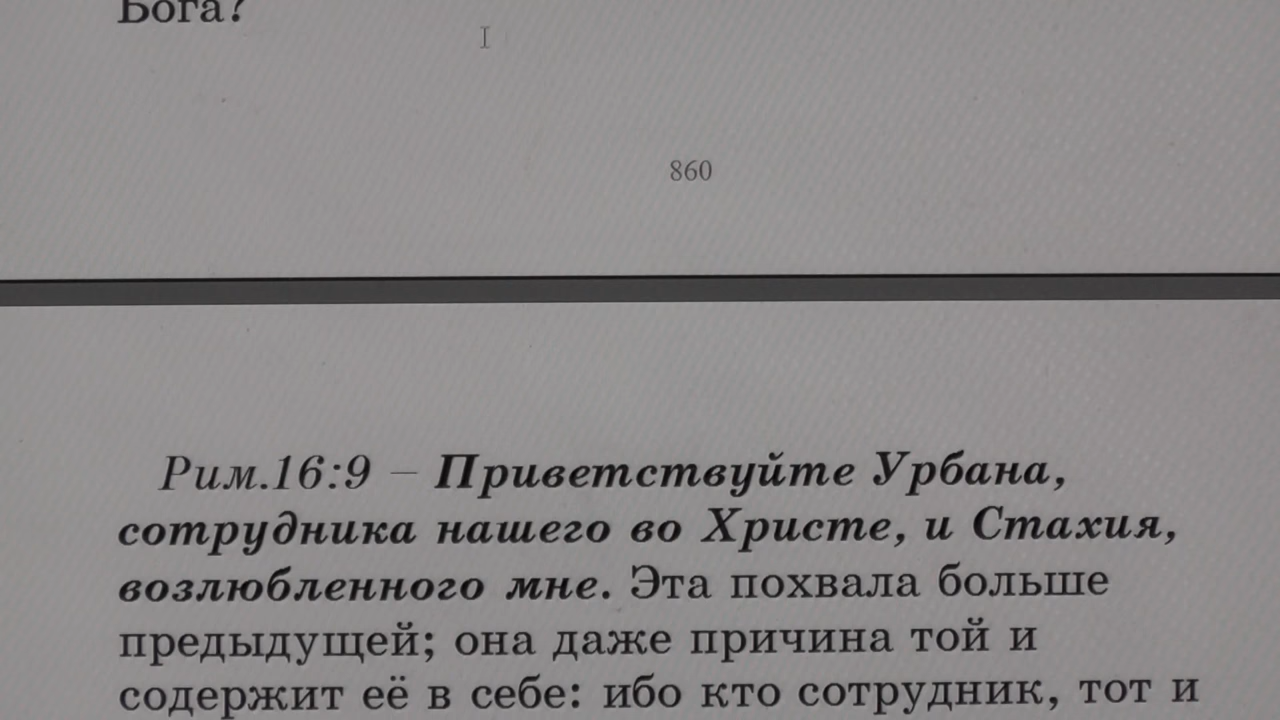 Бога?
860
Рим.16:9 – Приветствуйте Урбана,
сотрудника нашего во Христе, и Стахия,
возлюбленного мне. Эта похвала больше
предыдущей; она даже причина той и
содержит её в себе: ибо кто сотрудник, тот и